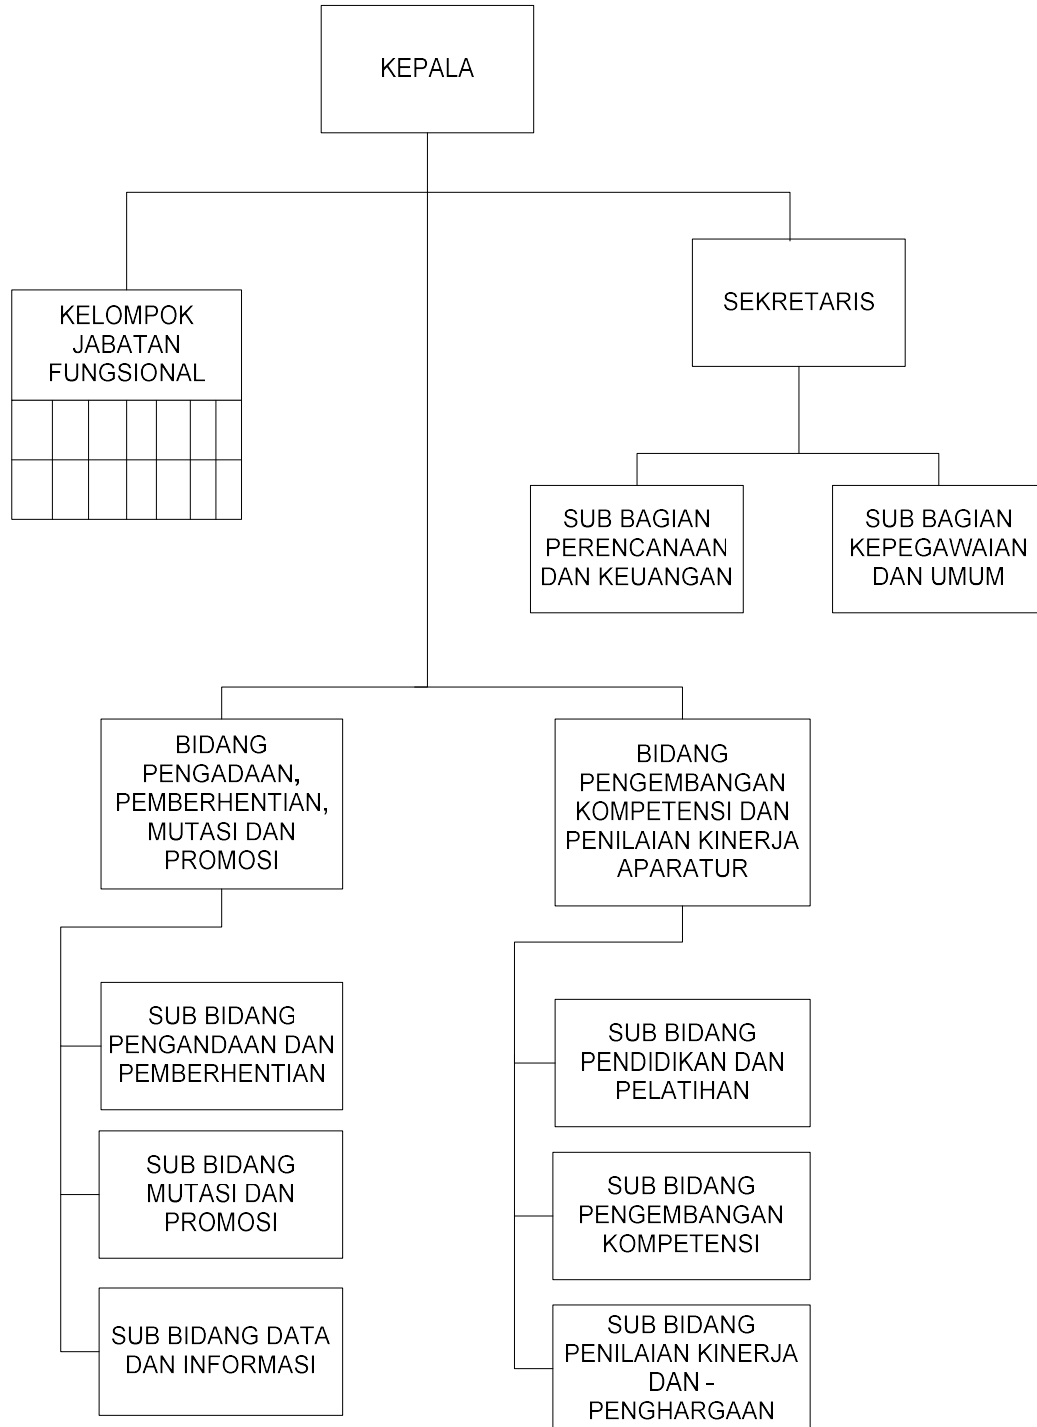 KEPALA
SEKRETARIS
KELOMPOK
JABATAN
FUNGSIONAL
SUB BAGIAN
PERENCANAAN
DAN KEUANGAN
SUB BAGIAN
KEPEGAWAIAN
DAN UMUM
BIDANG
PENGADAAN,
PEMBERHENTIAN,
MUTASI DAN
PROMOSI
BIDANG
PENGEMBANGAN
KOMPETENSI DAN
PENILAIAN KINERJA
APARATUR
SUB BIDANG
PENGANDAAN DAN
PEMBERHENTIAN
SUB BIDANG
MUTASI DAN
PROMOSI
SUB BIDANG DATA
DAN INFORMASI
SUB BIDANG
PENDIDIKAN DAN
PELATIHAN
SUB BIDANG
PENGEMBANGAN
KOMPETENSI
SUB BIDANG
PENILAIAN KINERJA
DAN -
PENGHARGAAN